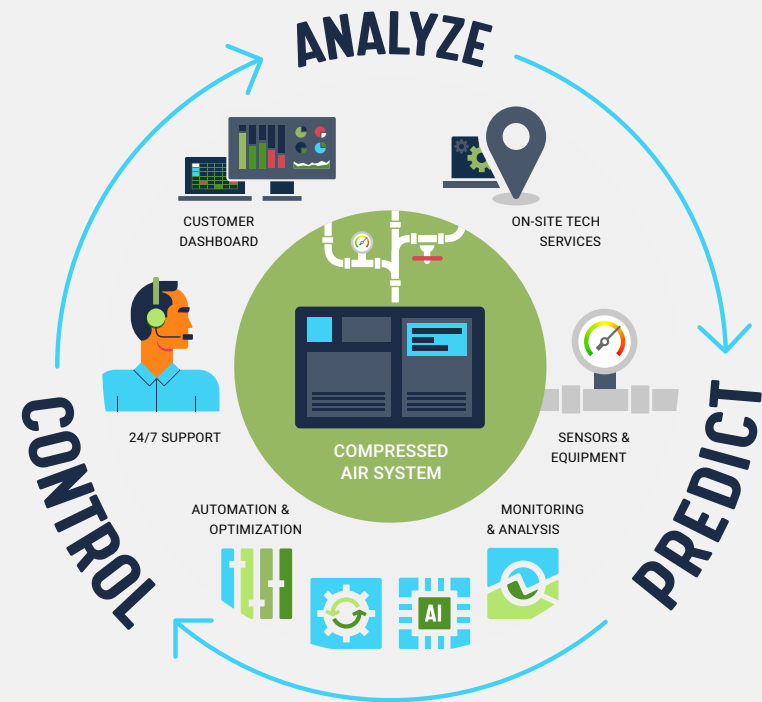 ANALYZE
CUSTOMER
DASHBOARD
ON-SITE TECH
SERVICES
24/7 SUPPORT
SENSORS &
EQUIPMENT
COMPRESSED
AIR SYSTEM
CONTROL
PREDICT
AUTOMATION &
OPTIMIZATION
MONITORING
& ANALYSIS
AI